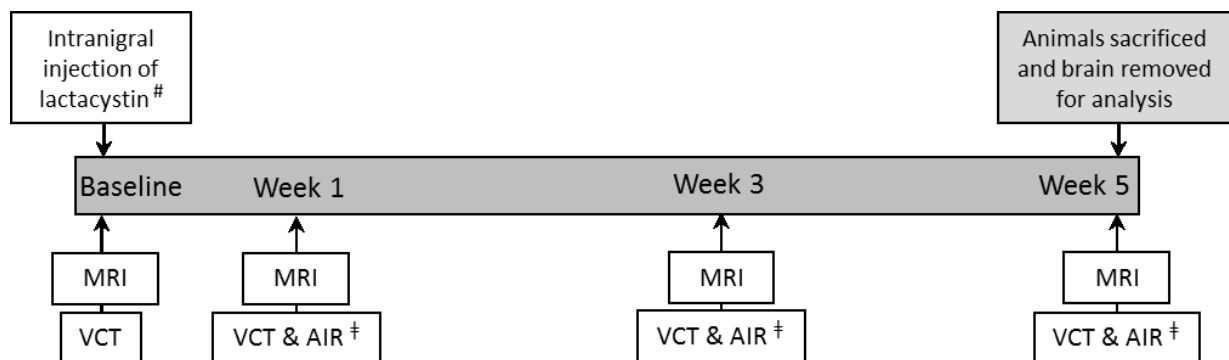 Intranigral
injection of
lactacystin #
Animals sacrificed
and brain removed
for analysis
Baseline Week 1 Week 3 Week 5
MRI MRI MRI MRI
VCT VCT & AIR ‡ VCT & AIR ‡ VCT & AIR ‡